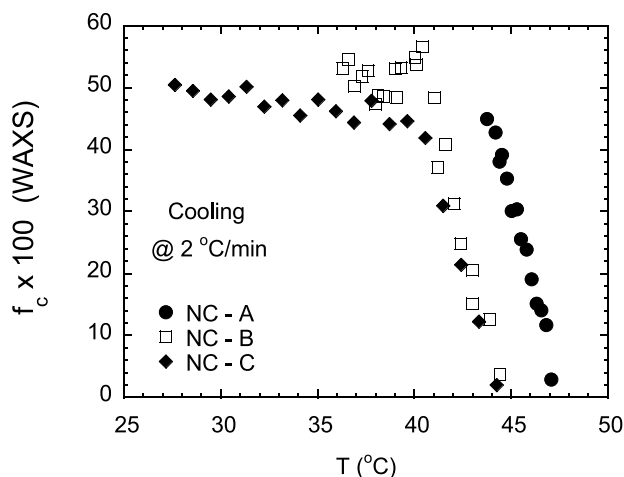 60
50
40
30
20
10
0
f_c x 100 (WAXS)
Cooling
@ 2 °C/min
NC - A
NC - B
NC - C
25 30 35 40 45 50
T (°C)